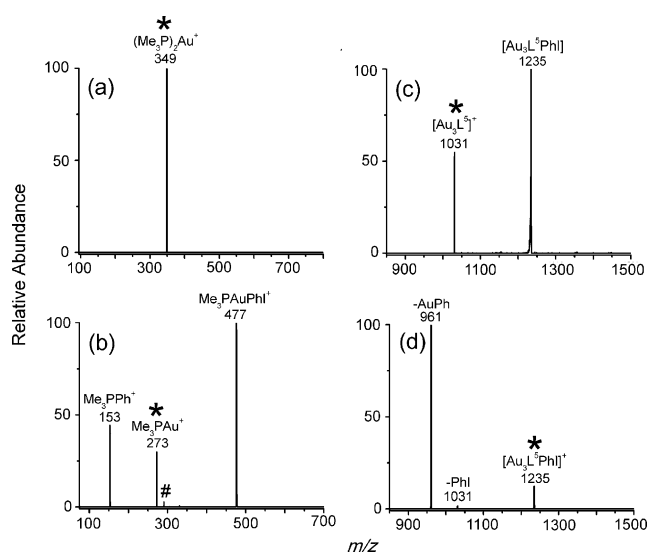 (Me₃P)₂Au⁺
349
(a)
100
50
0
100 300 500 700
[Au₃L⁵PhI]
1235
(c)
[Au₃L⁵]⁺
1031
100
50
0
900 1100 1300 1500
Relative Abundance
Me₃PAuPhI⁺
477
(b)
Me₃PPh⁺
153
Me₃PAu⁺
273
#
100
50
0
100 300 500 700
-AuPh
961
(d)
[Au₃L⁵PhI]⁺
1235
-PhI
1031
100
50
0
900 1100 1300 1500
m/z